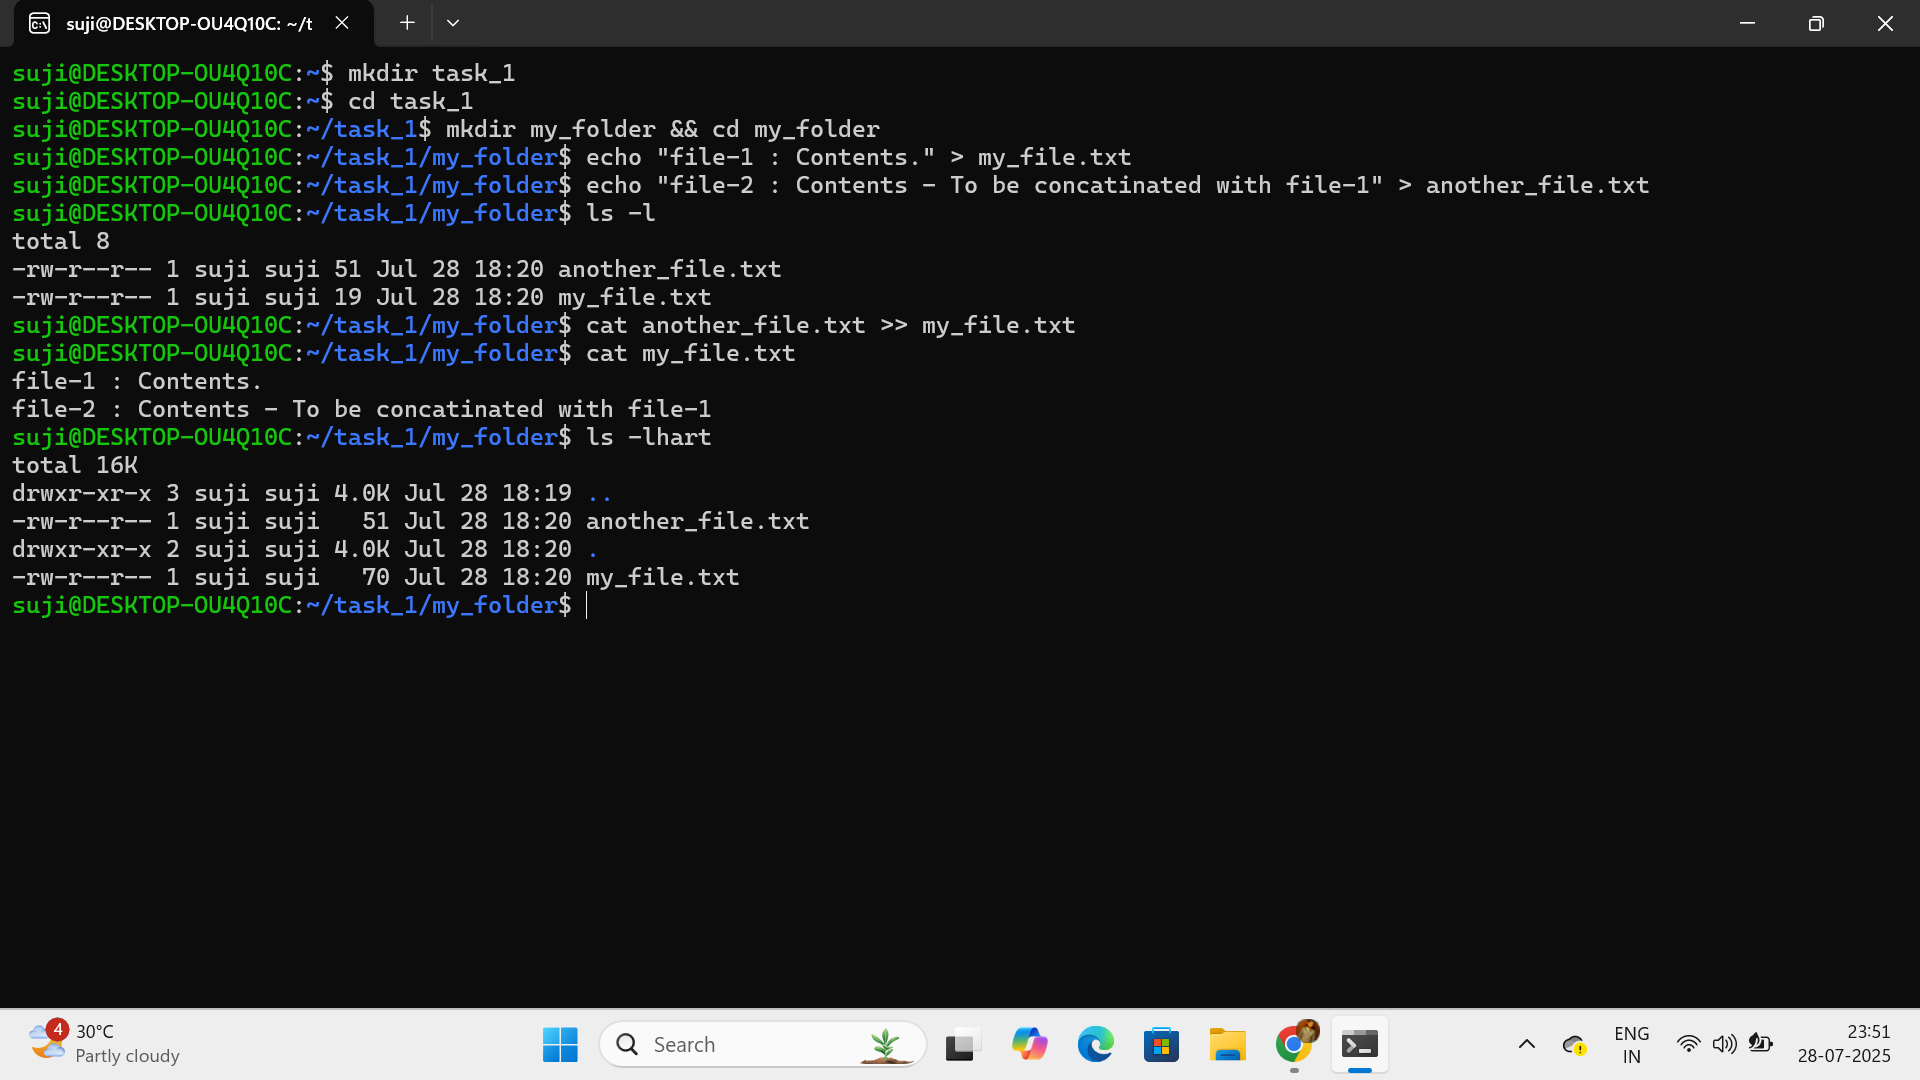 suji@DESKTOP-OU4Q10C: ~/t
suji@DESKTOP-OU4Q10C:~$ mkdir task_1
suji@DESKTOP-OU4Q10C:~$ cd task_1
suji@DESKTOP-OU4Q10C:~/task_1$ mkdir my_folder && cd my_folder
suji@DESKTOP-OU4Q10C:~/task_1/my_folder$ echo "file-1 : Contents." > my_file.txt
suji@DESKTOP-OU4Q10C:~/task_1/my_folder$ echo "file-2 : Contents - To be concatinated with file-1" > another_file.txt
suji@DESKTOP-OU4Q10C:~/task_1/my_folder$ ls -l
total 8
-rw-r--r-- 1 suji suji 51 Jul 28 18:20 another_file.txt
-rw-r--r-- 1 suji suji 19 Jul 28 18:20 my_file.txt
suji@DESKTOP-OU4Q10C:~/task_1/my_folder$ cat another_file.txt >> my_file.txt
suji@DESKTOP-OU4Q10C:~/task_1/my_folder$ cat my_file.txt
file-1 : Contents.
file-2 : Contents - To be concatinated with file-1
suji@DESKTOP-OU4Q10C:~/task_1/my_folder$ ls -lhart
total 16K
drwxr-xr-x 3 suji suji 4.0K Jul 28 18:19 ..
-rw-r--r-- 1 suji suji   51 Jul 28 18:20 another_file.txt
drwxr-xr-x 2 suji suji 4.0K Jul 28 18:20 .
-rw-r--r-- 1 suji suji   70 Jul 28 18:20 my_file.txt
suji@DESKTOP-OU4Q10C:~/task_1/my_folder$
4
30°C
Partly cloudy
Search
ENG
IN
23:51
28-07-2025